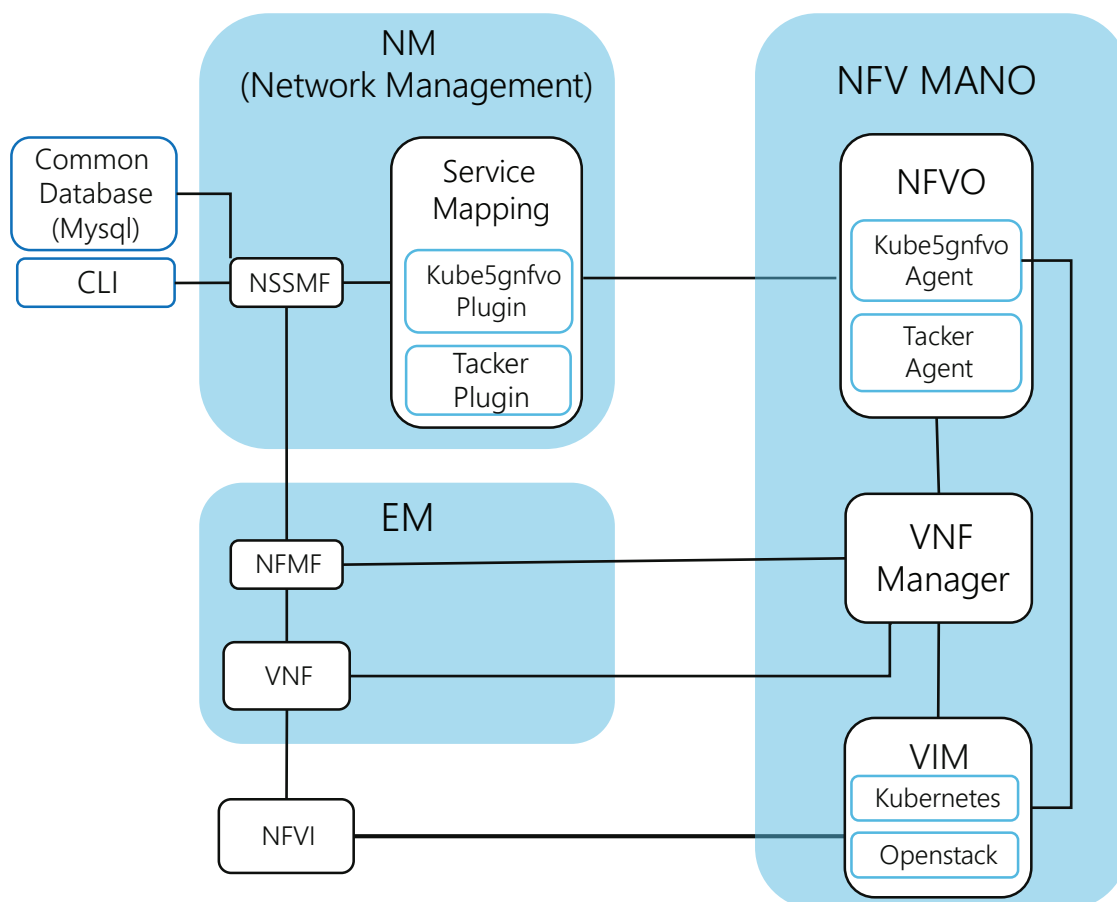 NM
(Network Management)
NFV MANO
Common
Database
(Mysql)
CLI
NSSMF
Service
Mapping
Kube5gnfvo
Plugin
Tacker
Plugin
NFVO
Kube5gnfvo
Agent
Tacker
Agent
EM
NFMF
VNF
VNF
Manager
NFVI
VIM
Kubernetes
Openstack